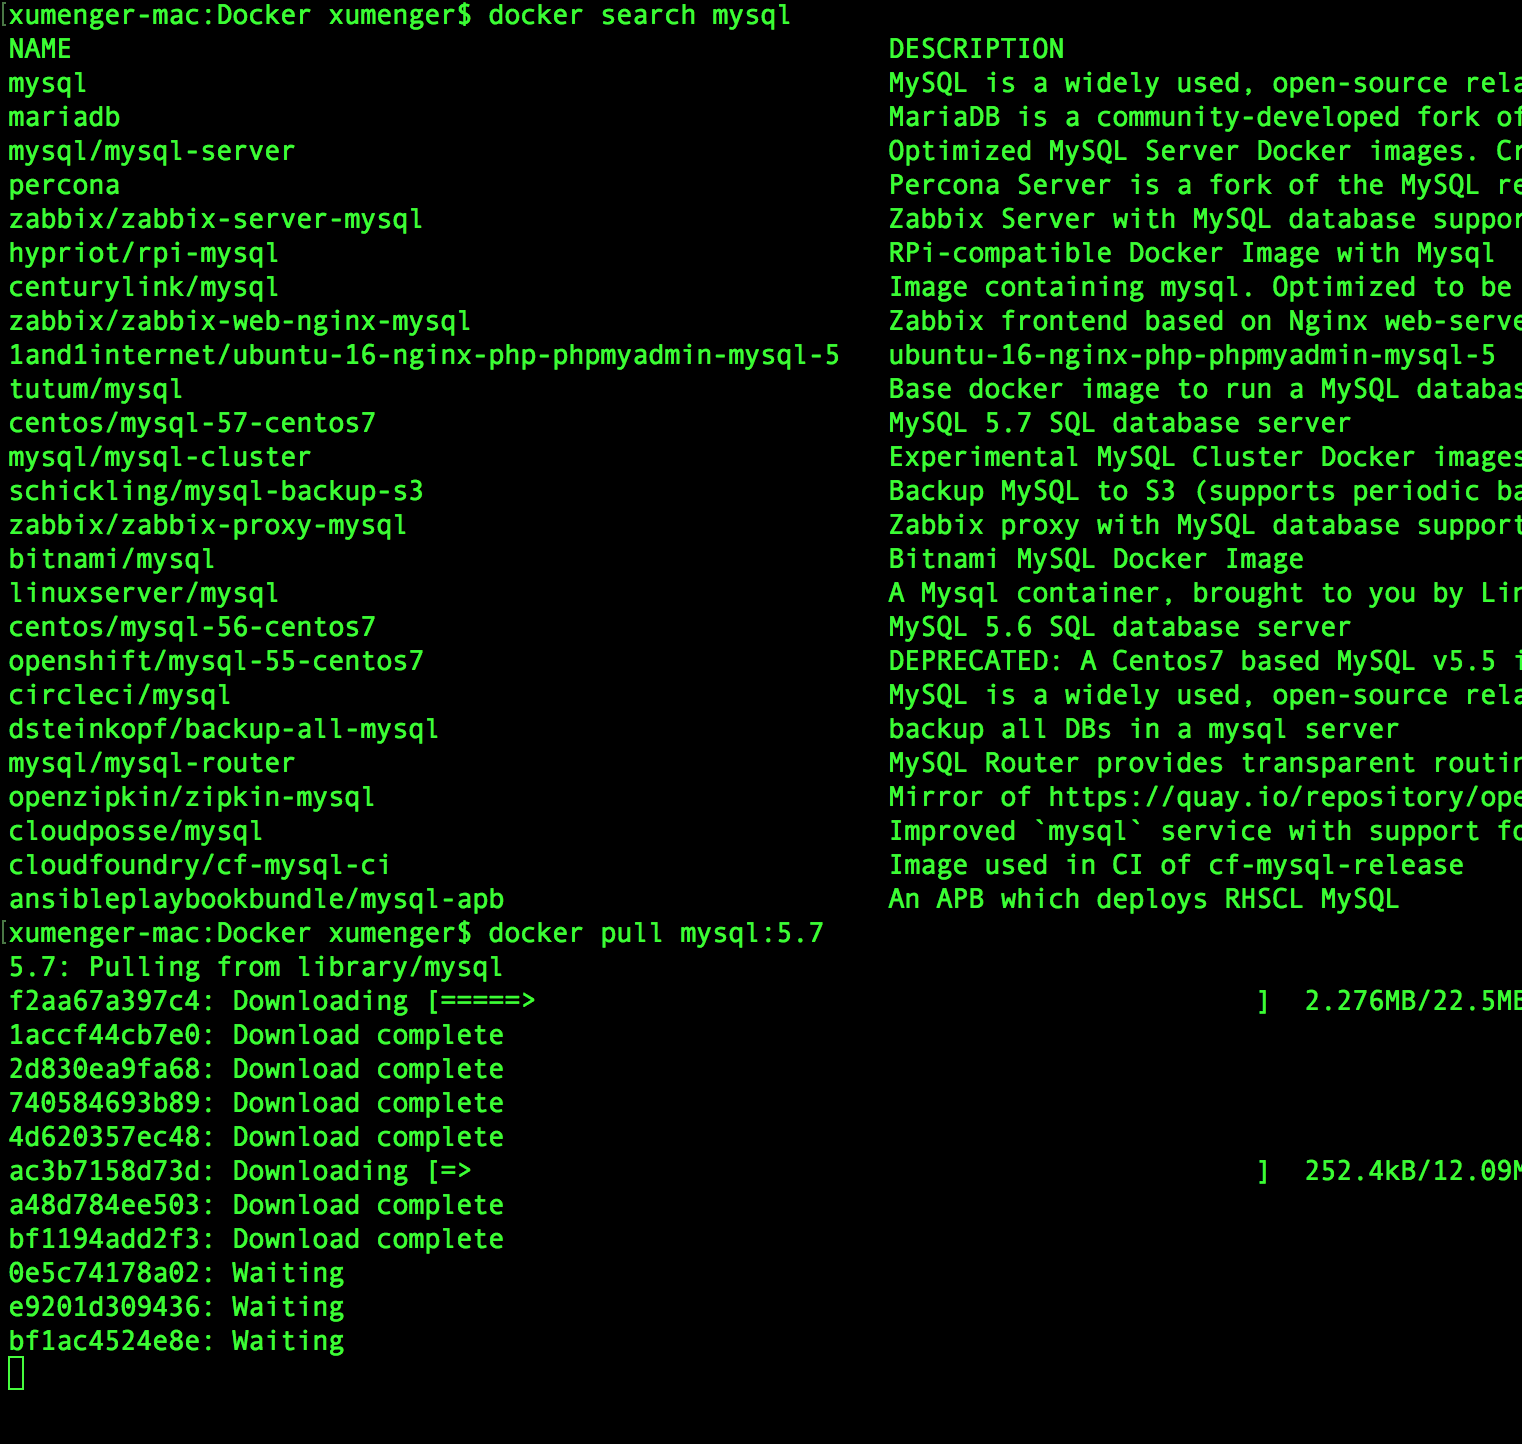 [xumenger-mac:Docker xumenger$ docker search mysql
NAME DESCRIPTION
mysql MySQL is a widely used, open-source rela
mariadb MariaDB is a community-developed fork of
mysql/mysql-server Optimized MySQL Server Docker images. Cr
percona Percona Server is a fork of the MySQL re
zabbix/zabbix-server-mysql Zabbix Server with MySQL database suppor
hypriot/rpi-mysql RPi-compatible Docker Image with Mysql
centurylink/mysql Image containing mysql. Optimized to be
zabbix/zabbix-web-nginx-mysql Zabbix frontend based on Nginx web-serve
1and1internet/ubuntu-16-nginx-php-phpmyadmin-mysql-5 ubuntu-16-nginx-php-phpmyadmin-mysql-5
tutum/mysql Base docker image to run a MySQL databas
centos/mysql-57-centos7 MySQL 5.7 SQL database server
mysql/mysql-cluster Experimental MySQL Cluster Docker images
schickling/mysql-backup-s3 Backup MySQL to S3 (supports periodic ba
zabbix/zabbix-proxy-mysql Zabbix proxy with MySQL database support
bitnami/mysql Bitnami MySQL Docker Image
linuxserver/mysql A Mysql container, brought to you by Lin
centos/mysql-56-centos7 MySQL 5.6 SQL database server
openshift/mysql-55-centos7 DEPRECATED: A Centos7 based MySQL v5.5 i
circleci/mysql MySQL is a widely used, open-source rela
dsteinkopf/backup-all-mysql backup all DBs in a mysql server
mysql/mysql-router MySQL Router provides transparent routin
openzipkin/zipkin-mysql Mirror of https://quay.io/repository/ope
cloudposse/mysql Improved `mysql` service with support fo
cloudfoundry/cf-mysql-ci Image used in CI of cf-mysql-release
ansibleplaybookbundle/mysql-apb An APB which deploys RHSCL MySQL
[xumenger-mac:Docker xumenger$ docker pull mysql:5.7
5.7: Pulling from library/mysql
f2aa67a397c4: Downloading [=====> ] 2.276MB/22.5MB
1accf44cb7e0: Download complete
2d830ea9fa68: Download complete
740584693b89: Download complete
4d620357ec48: Download complete
ac3b7158d73d: Downloading [=> ] 252.4kB/12.09M
a48d784ee503: Download complete
bf1194add2f3: Download complete
0e5c74178a02: Waiting
e9201d309436: Waiting
bf1ac4524e8e: Waiting